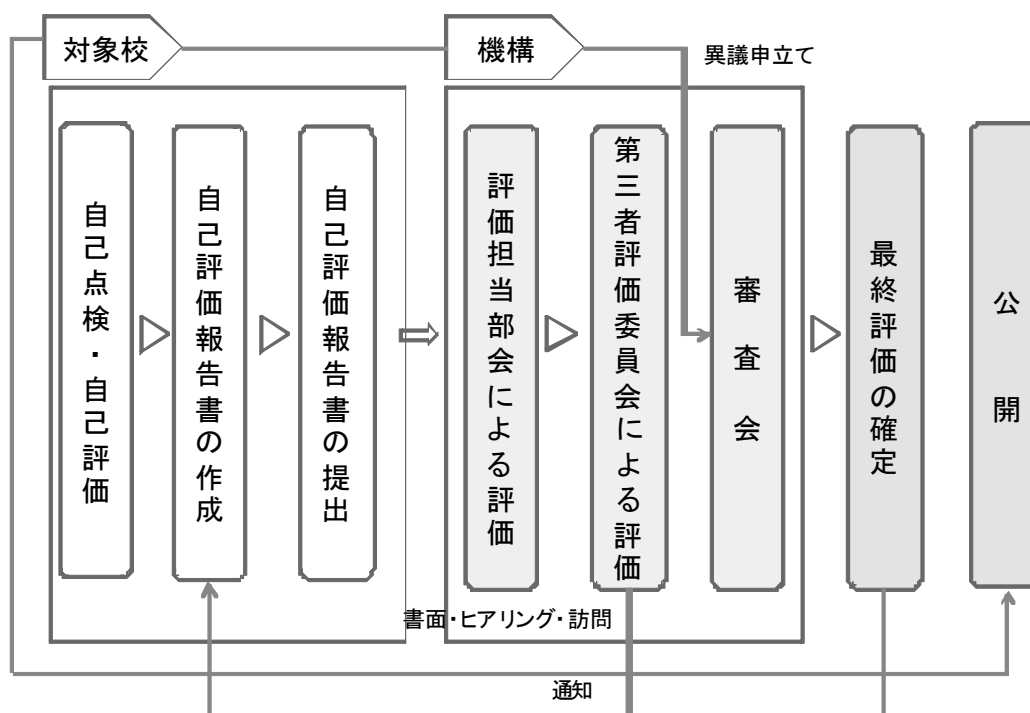 対象校
機構
異議申立て
自己点検・自己評価
自己評価報告書の作成
自己評価報告書の提出
評価担当部会による評価
第三者評価委員会による評価
審査会
最終評価の確定
公開
書面・ヒアリング・訪問
通知